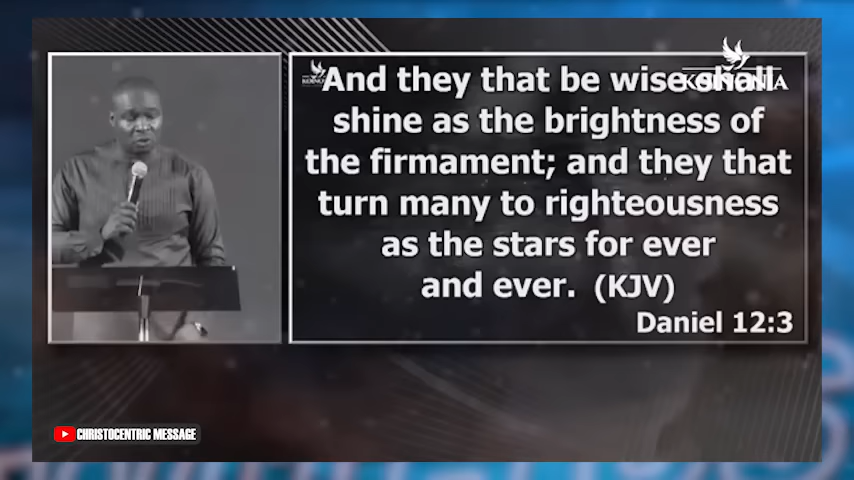 KOINONIA
And they that be wise shall
shine as the brightness of
the firmament; and they that
turn many to righteousness
as the stars for ever
and ever. (KJV)
Daniel 12:3
CHRISTOCENTRIC MESSAGE